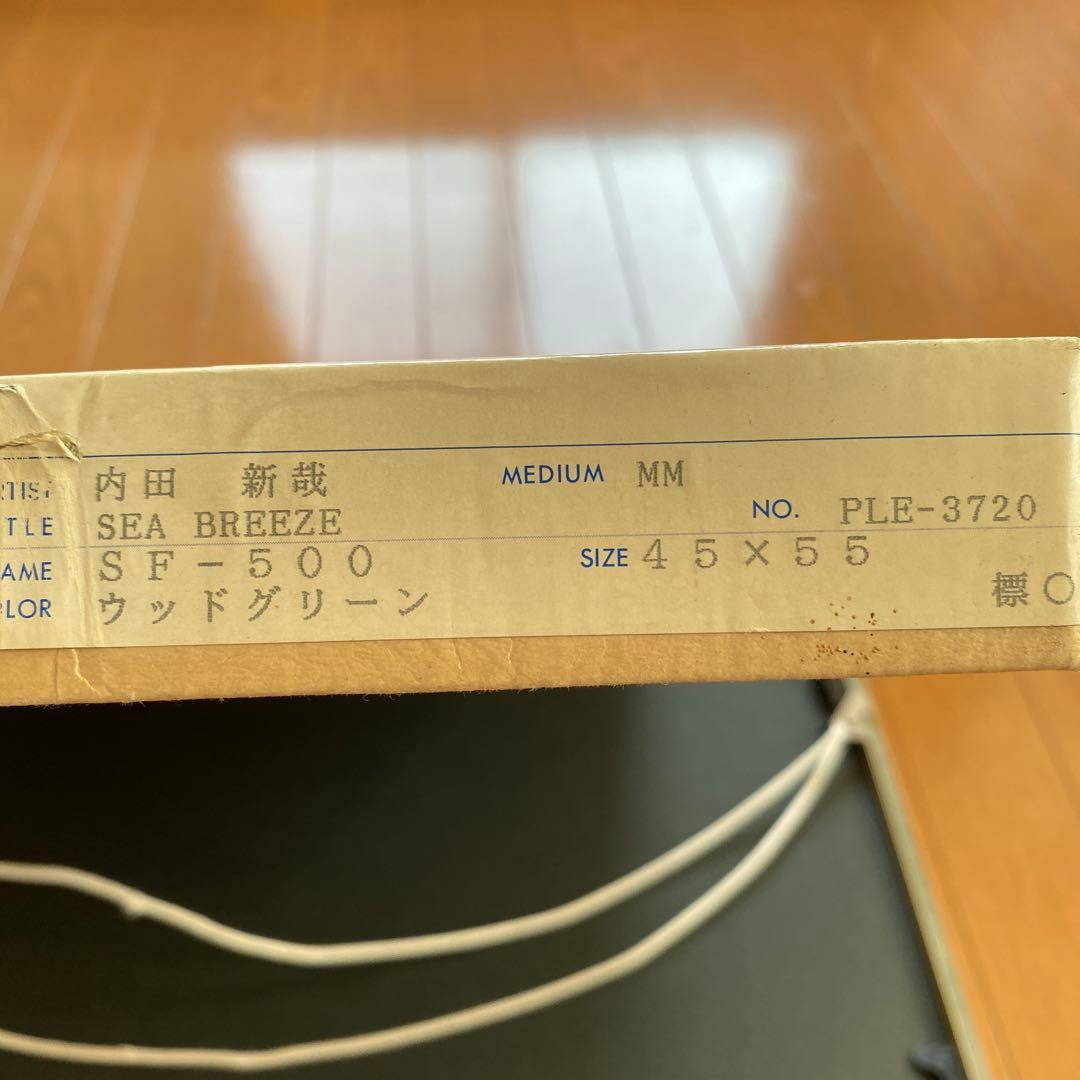 RTIST 内田 新哉 MEDIUM MM
TLE SEA BREEZE NO. PLE-3720
AME SF-500 SIZE 45×55
LOR ウッドグリーン 標〇